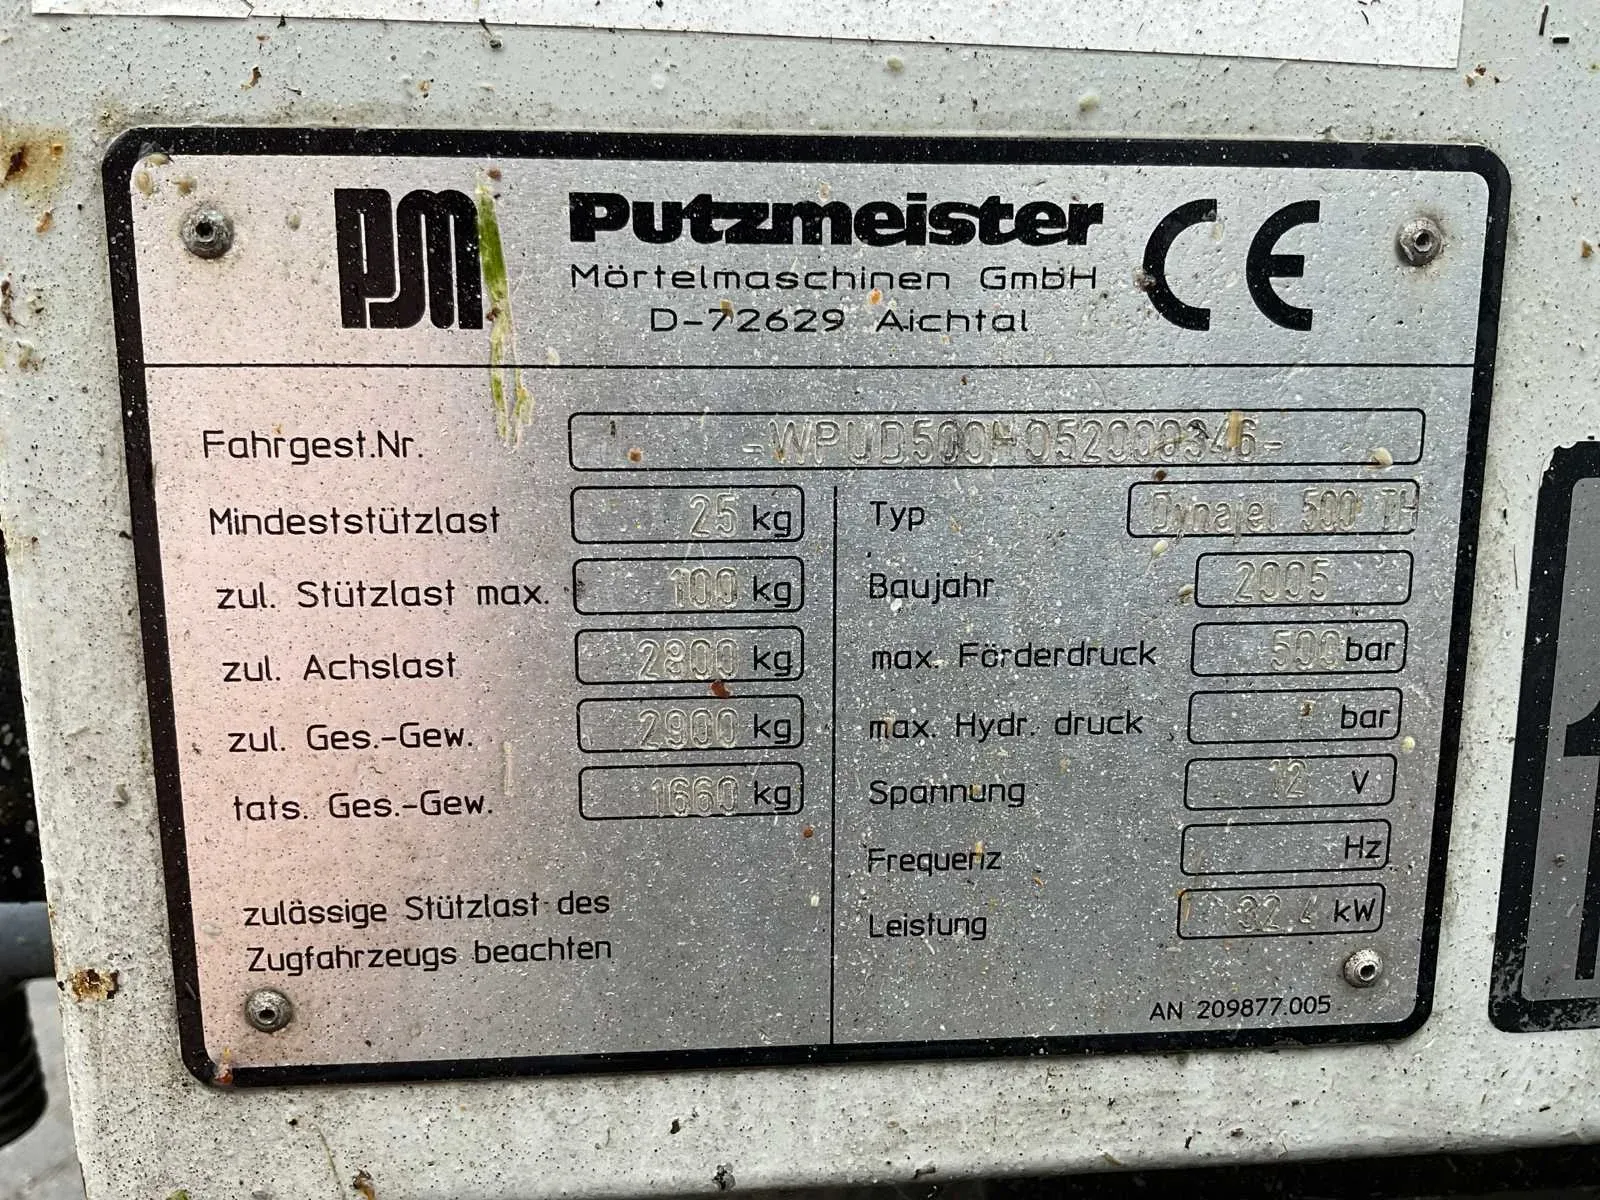 PM Putzmeister CE
Mörtelmaschinen GmbH
D-72629 Aichtal
Fahrgest.Nr. -WPUD500H052000346-
Mindeststützlast 25 kg
zul. Stützlast max. 100 kg
zul. Achslast 2800 kg
zul. Ges.-Gew. 2900 kg
tats. Ges.-Gew. 1660 kg
zulässige Stützlast des
Zugfahrzeugs beachten
Typ Dynajet 500 TH
Baujahr 2005
max. Förderdruck 500 bar
max. Hydr. druck bar
Spannung 12 V
Frequenz Hz
Leistung 32.4 kW
AN 209877.005